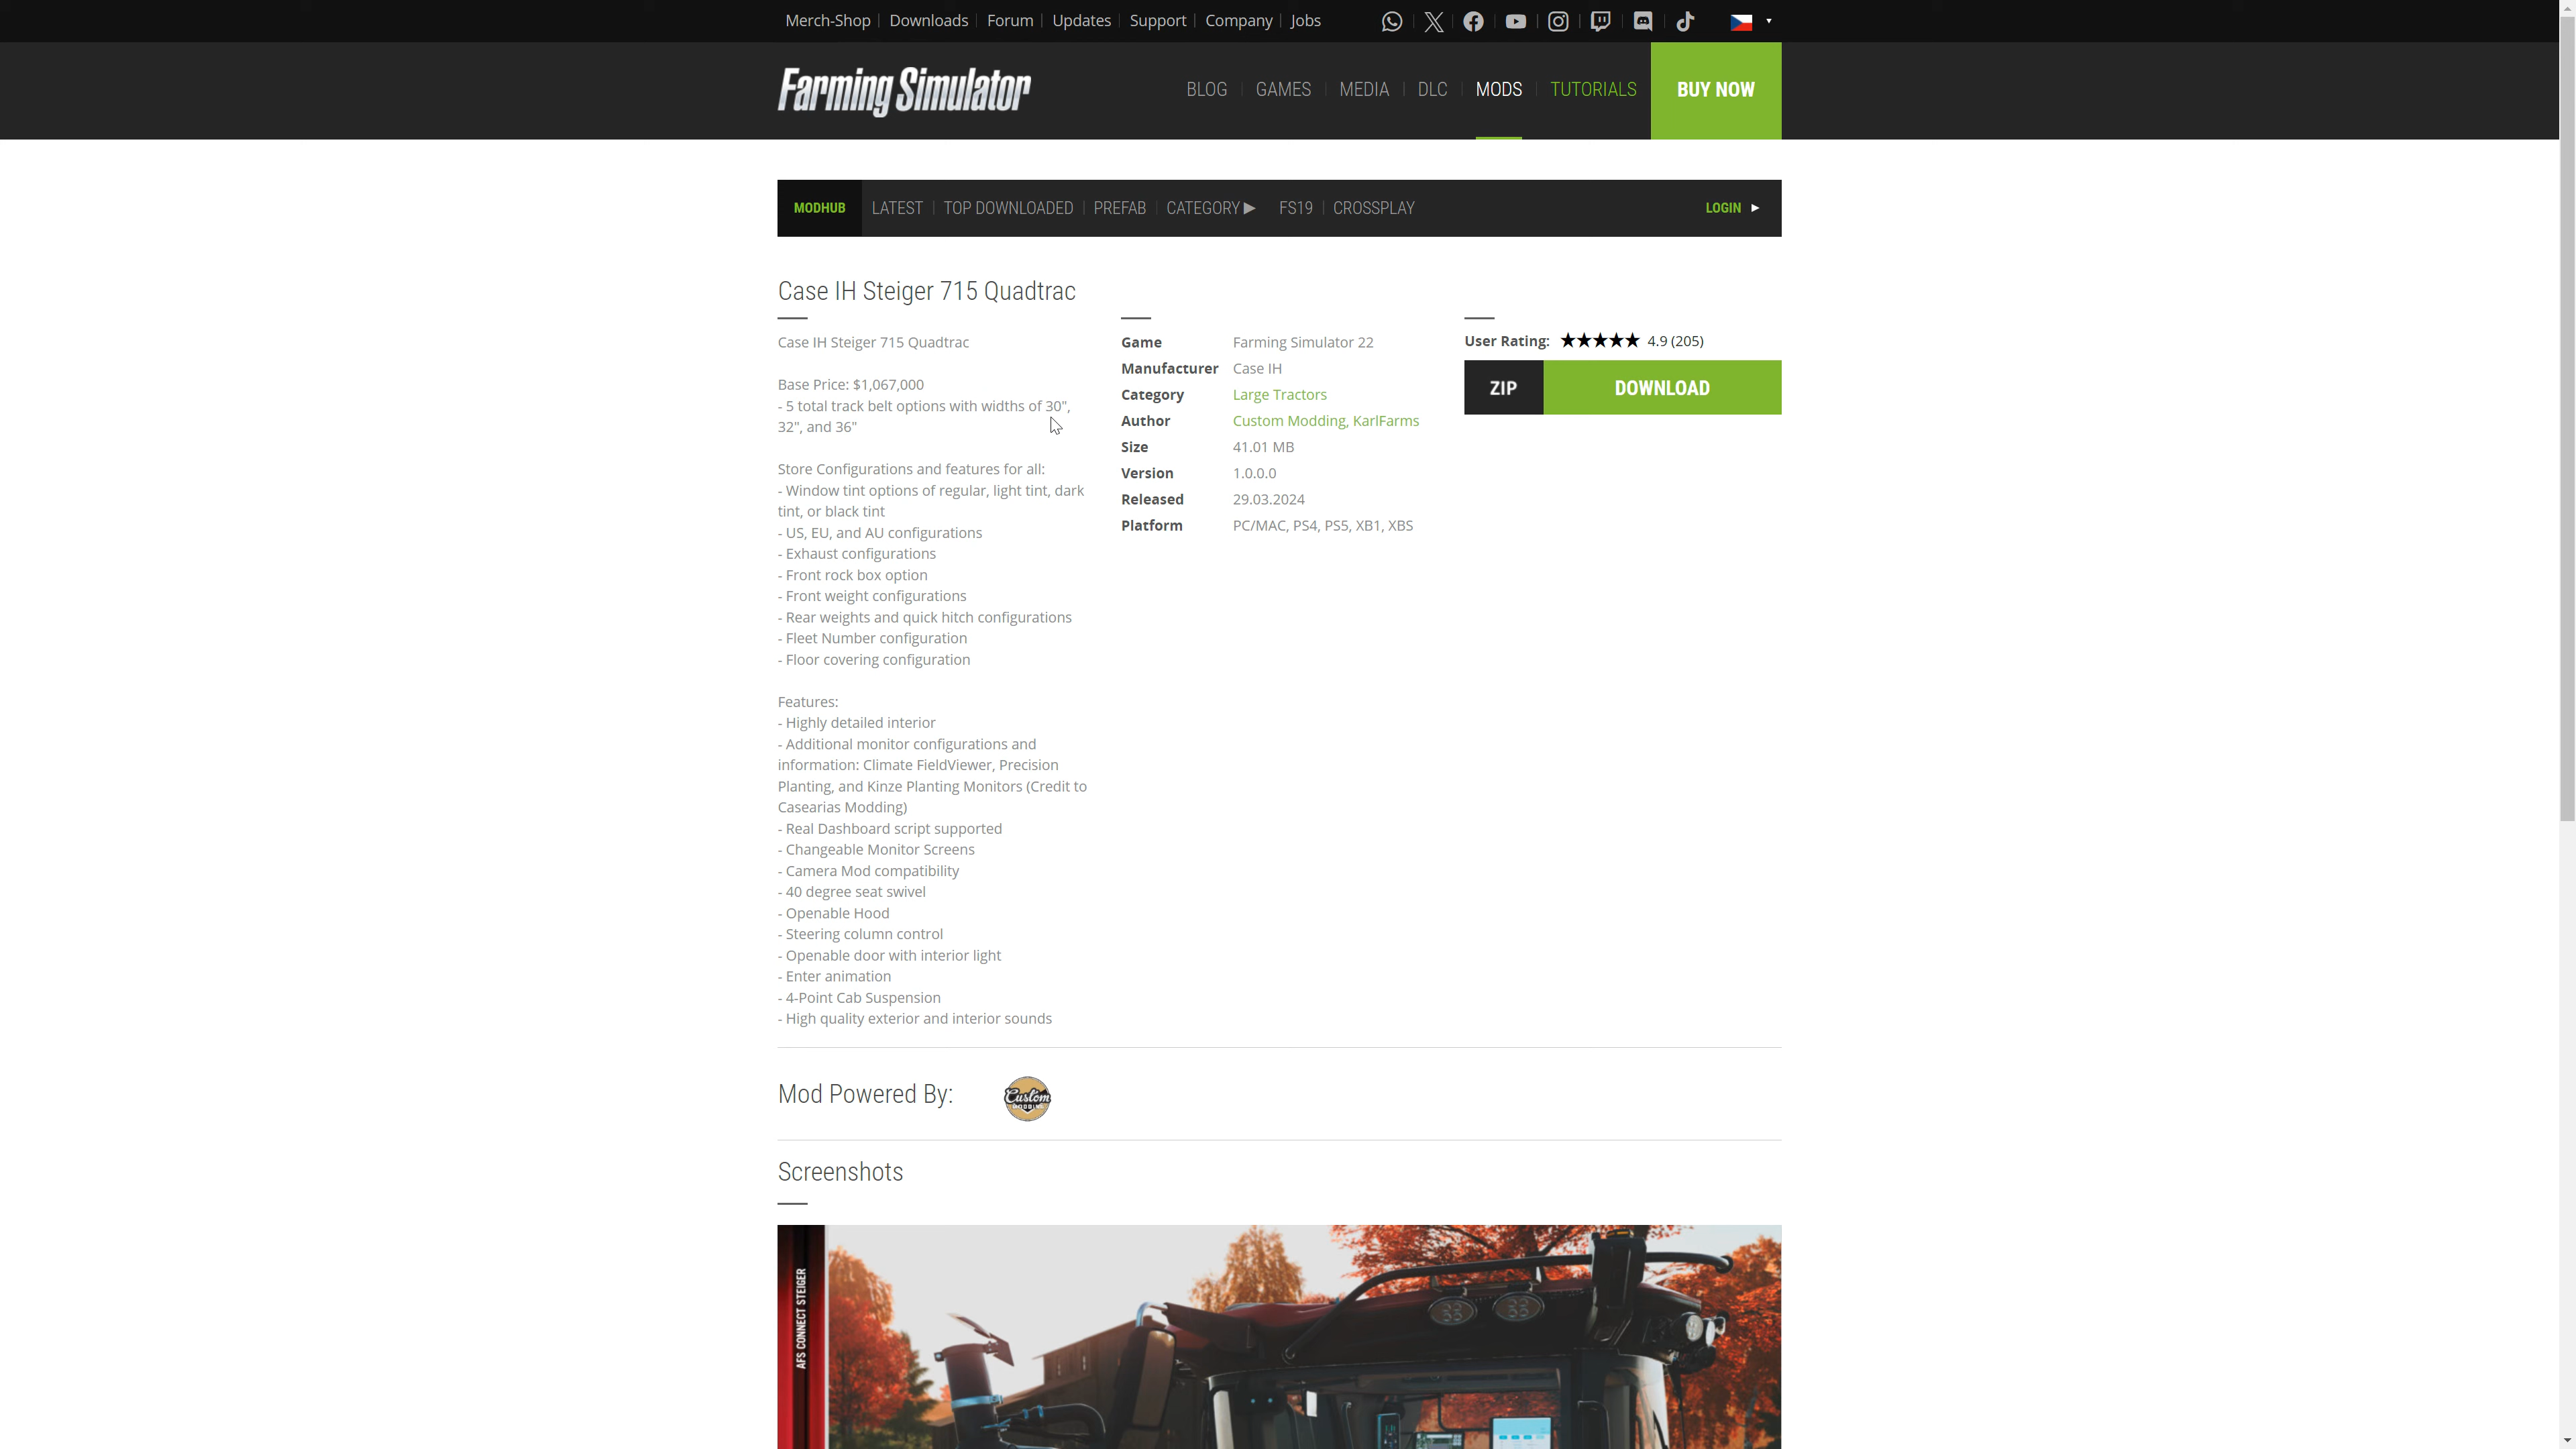 Merch-Shop Downloads Forum Updates Support Company Jobs
Farming Simulator
BLOG GAMES MEDIA DLC MODS TUTORIALS BUY NOW
MODHUB LATEST TOP DOWNLOADED PREFAB CATEGORY FS19 CROSSPLAY LOGIN
Case IH Steiger 715 Quadtrac
Case IH Steiger 715 Quadtrac
Base Price: $1,067,000
- 5 total track belt options with widths of 30",
32", and 36"
Store Configurations and features for all:
- Window tint options of regular, light tint, dark
tint, or black tint
- US, EU, and AU configurations
- Exhaust configurations
- Front rock box option
- Front weight configurations
- Rear weights and quick hitch configurations
- Fleet Number configuration
- Floor covering configuration
Features:
- Highly detailed interior
- Additional monitor configurations and
information: Climate FieldViewer, Precision
Planting, and Kinze Planting Monitors (Credit to
Casearias Modding)
- Real Dashboard script supported
- Changeable Monitor Screens
- Camera Mod compatibility
- 40 degree seat swivel
- Openable Hood
- Steering column control
- Openable door with interior light
- Enter animation
- 4-Point Cab Suspension
- High quality exterior and interior sounds
Game Farming Simulator 22
Manufacturer Case IH
Category Large Tractors
Author Custom Modding, KarlFarms
Size 41.01 MB
Version 1.0.0.0
Released 29.03.2024
Platform PC/MAC, PS4, PS5, XB1, XBS
User Rating: ★★★★★ 4.9 (205)
ZIP DOWNLOAD
Mod Powered By:
Custom
MODDING
Screenshots
AFS CONNECT STEIGER